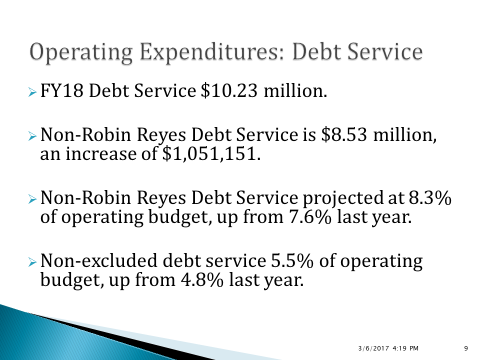 Operating Expenditures: Debt Service
FY18 Debt Service $10.23 million.
Non-Robin Reyes Debt Service is $8.53 million,
an increase of $1,051,151.
Non-Robin Reyes Debt Service projected at 8.3%
of operating budget, up from 7.6% last year.
Non-excluded debt service 5.5% of operating
budget, up from 4.8% last year.
3/6/2017 4:19 PM
9